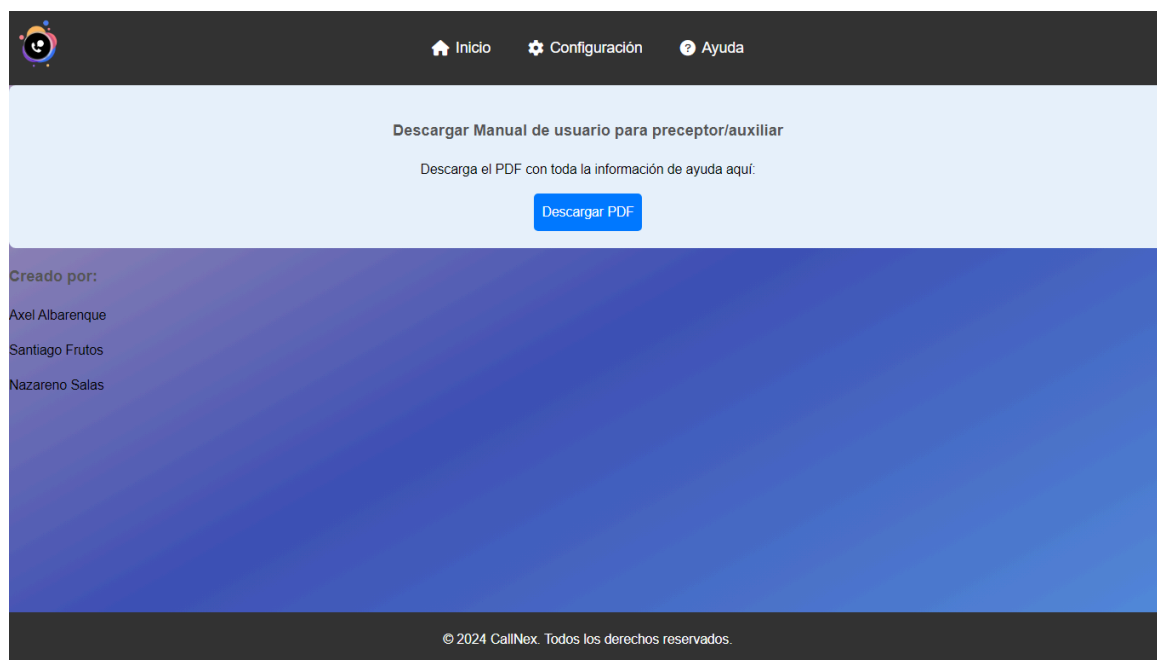 Inicio Configuración Ayuda
Descargar Manual de usuario para preceptor/auxiliar
Descarga el PDF con toda la información de ayuda aquí:
Descargar PDF
Creado por:
Axel Albarenque
Santiago Frutos
Nazareno Salas
© 2024 CallNex. Todos los derechos reservados.